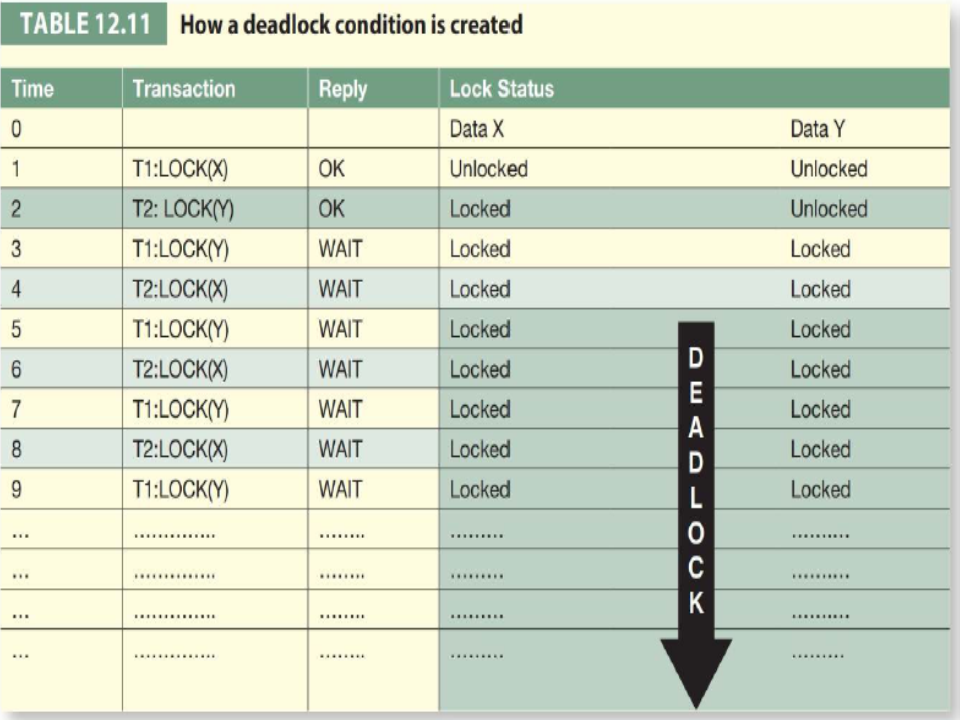 TABLE 12.11 How a deadlock condition is created
Time Transaction Reply Lock Status
0 Data X Data Y
1 T1:LOCK(X) OK Unlocked Unlocked
2 T2: LOCK(Y) OK Locked Unlocked
3 T1:LOCK(Y) WAIT Locked Locked
4 T2:LOCK(X) WAIT Locked Locked
5 T1:LOCK(Y) WAIT Locked Locked
6 T2:LOCK(X) WAIT Locked Locked
7 T1:LOCK(Y) WAIT Locked Locked
8 T2:LOCK(X) WAIT Locked Locked
9 T1:LOCK(Y) WAIT Locked Locked
... .............. ........ ......... ..........
... .............. ........ ......... ..........
... .............. ........ ......... ..........
... .............. ........ ......... .........
DEADLOCK